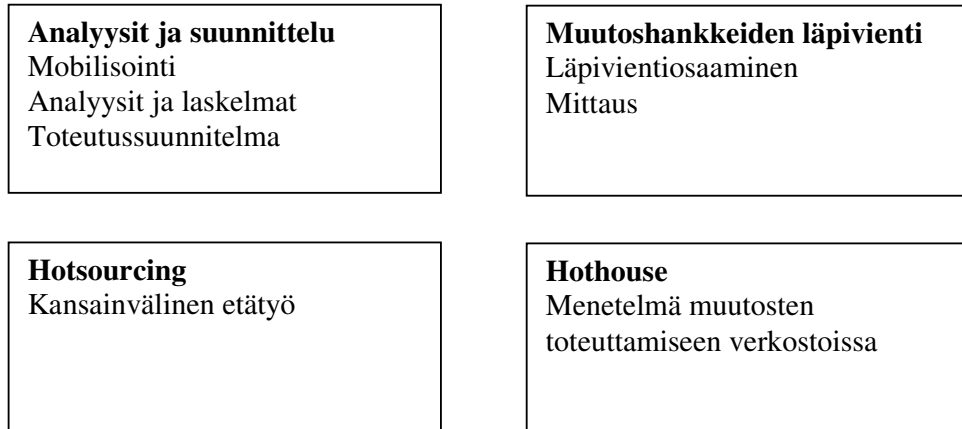 Analyysit ja suunnittelu
Mobilisointi
Analyysit ja laskelmat
Toteutussuunnitelma
Muutoshankkeiden läpivienti
Läpivientiosaaminen
Mittaus
Hotsourcing
Kansainvälinen etätyö
Hothouse
Menetelmä muutosten
toteuttamiseen verkostoissa